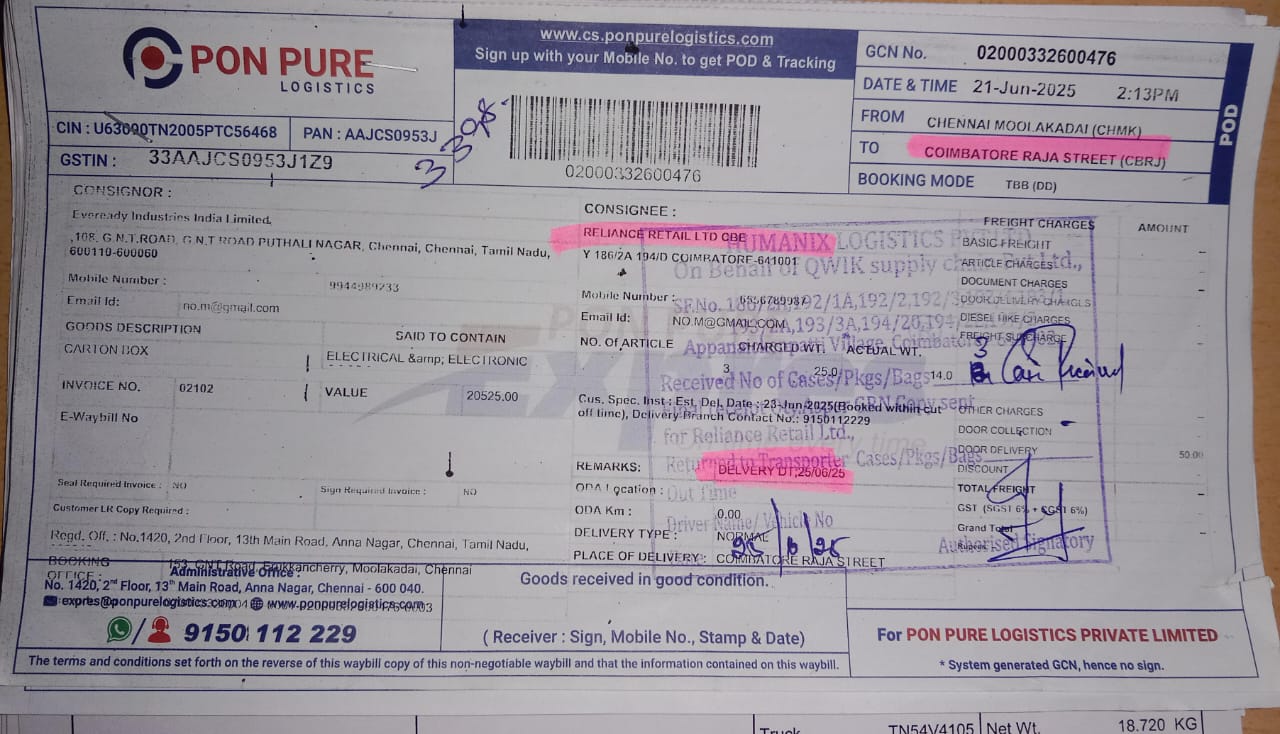 PON PURE
LOGISTICS
www.cs.ponpurelogistics.com
Sign up with your Mobile No. to get POD & Tracking
GCN No. 02000332600476
DATE & TIME 21-Jun-2025 2:13PM
FROM CHENNAI MOOLAKADAI (CHMK)
TO COIMBATORE RAJA STREET (CBRJ)
BOOKING MODE TBB (DD)
POD
CIN : U63090TN2005PTC56468 PAN : AAJCS0953J
GSTIN : 33AAJCS0953J1Z9
3398
02000332600476
CONSIGNOR :
Eveready Industries India Limited,
,108, G.N.T.ROAD, G.N.T ROAD PUTHALI NAGAR, Chennai, Chennai, Tamil Nadu,
600110-600060
Mobile Number : 9944989233
Email Id: no.m@gmail.com
GOODS DESCRIPTION SAID TO CONTAIN
CARTON BOX ELECTRICAL &amp; ELECTRONIC
INVOICE NO. 02102 VALUE 20525.00
E-Waybill No
Seal Required Invoice : NO Sign Required Invoice : NO
Customer LR Copy Required :
Regd. Off. : No.1420, 2nd Floor, 13th Main Road, Anna Nagar, Chennai, Tamil Nadu,
CONSIGNEE :
RELIANCE RETAIL LTD CBE
Y 186/2A 194/D COIMBATORE-641001
Mobile Number :
Email Id: NO.M@GMAIL.COM
NO. OF ARTICLE CHARGED WT. ACTUAL WT.
3 25.0 14.0
Cus. Spec. Inst : Est. Del. Date : 23-Jun-2025(Booked within cut
off time), Delivery Branch Contact No.: 9150112229
REMARKS: DELVERY DT;25/06/25
ODA Location :
ODA Km : 0.00
DELIVERY TYPE : NORMAL
PLACE OF DELIVERY : COIMBATORE RAJA STREET
HUMANIX LOGISTICS
On Behalf of QWIK supply Ltd.,
Received No of Cases/Pkgs/Bags
GRN Copy sent
for Reliance Retail Ltd.,
Returned to Transporter Cases/Pkgs/Bags
Out Time
Driver Name/ Vehicle No
Authorised Signatory
3 Received
25/6/25
FREIGHT CHARGES AMOUNT
BASIC FREIGHT
ARTICLE CHARGES
DOCUMENT CHARGES
DOOR DELIVERY CHARGES
DIESEL HIKE CHARGES
FREIGHT SURCHARGE
OTHER CHARGES
DOOR COLLECTION
DOOR DELIVERY 50.00
DISCOUNT
TOTAL FREIGHT
GST (SGST 6% + CGST 6%)
Grand Total
BOOKING OFFICE : 153, GNT Road, Moolakadai, Chennai
Administrative Office :
No. 1420, 2nd Floor, 13th Main Road, Anna Nagar, Chennai - 600 040.
expres@ponpurelogistics.com www.ponpurelogistics.com
9150 112 229
Goods received in good condition.
( Receiver : Sign, Mobile No., Stamp & Date)
For PON PURE LOGISTICS PRIVATE LIMITED
* System generated GCN, hence no sign.
The terms and conditions set forth on the reverse of this waybill copy of this non-negotiable waybill and that the information contained on this waybill.
Truck TN54V4105 Net Wt. 18.720 KG